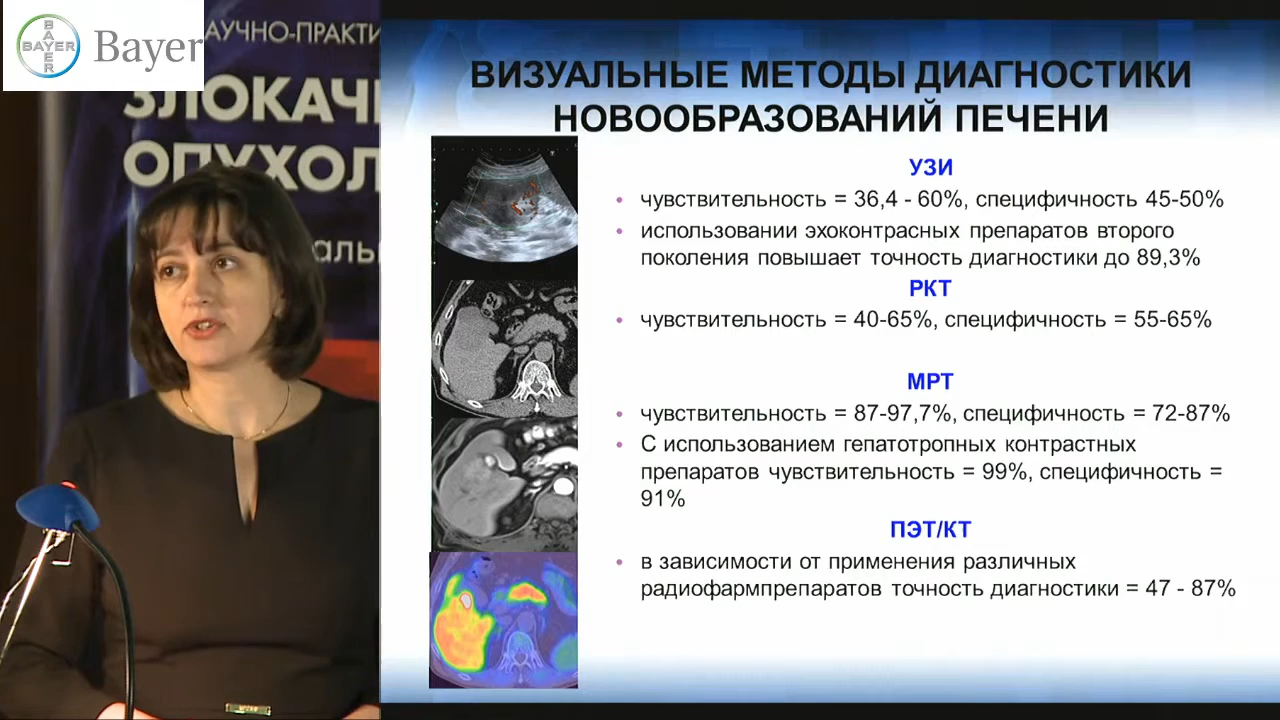 BAYER
BAYER
Bayer
АУЧНО-ПРАКТИ
ЗЛОКАЧ
ОПУХОЛ
аль
ВИЗУАЛЬНЫЕ МЕТОДЫ ДИАГНОСТИКИ
НОВООБРАЗОВАНИЙ ПЕЧЕНИ
УЗИ
• чувствительность = 36,4 - 60%, специфичность 45-50%
• использовании эхоконтрасных препаратов второго
поколения повышает точность диагностики до 89,3%
РКТ
• чувствительность = 40-65%, специфичность = 55-65%
МРТ
• чувствительность = 87-97,7%, специфичность = 72-87%
• С использованием гепатотропных контрастных
препаратов чувствительность = 99%, специфичность =
91%
ПЭТ/КТ
• в зависимости от применения различных
радиофармпрепаратов точность диагностики = 47 - 87%